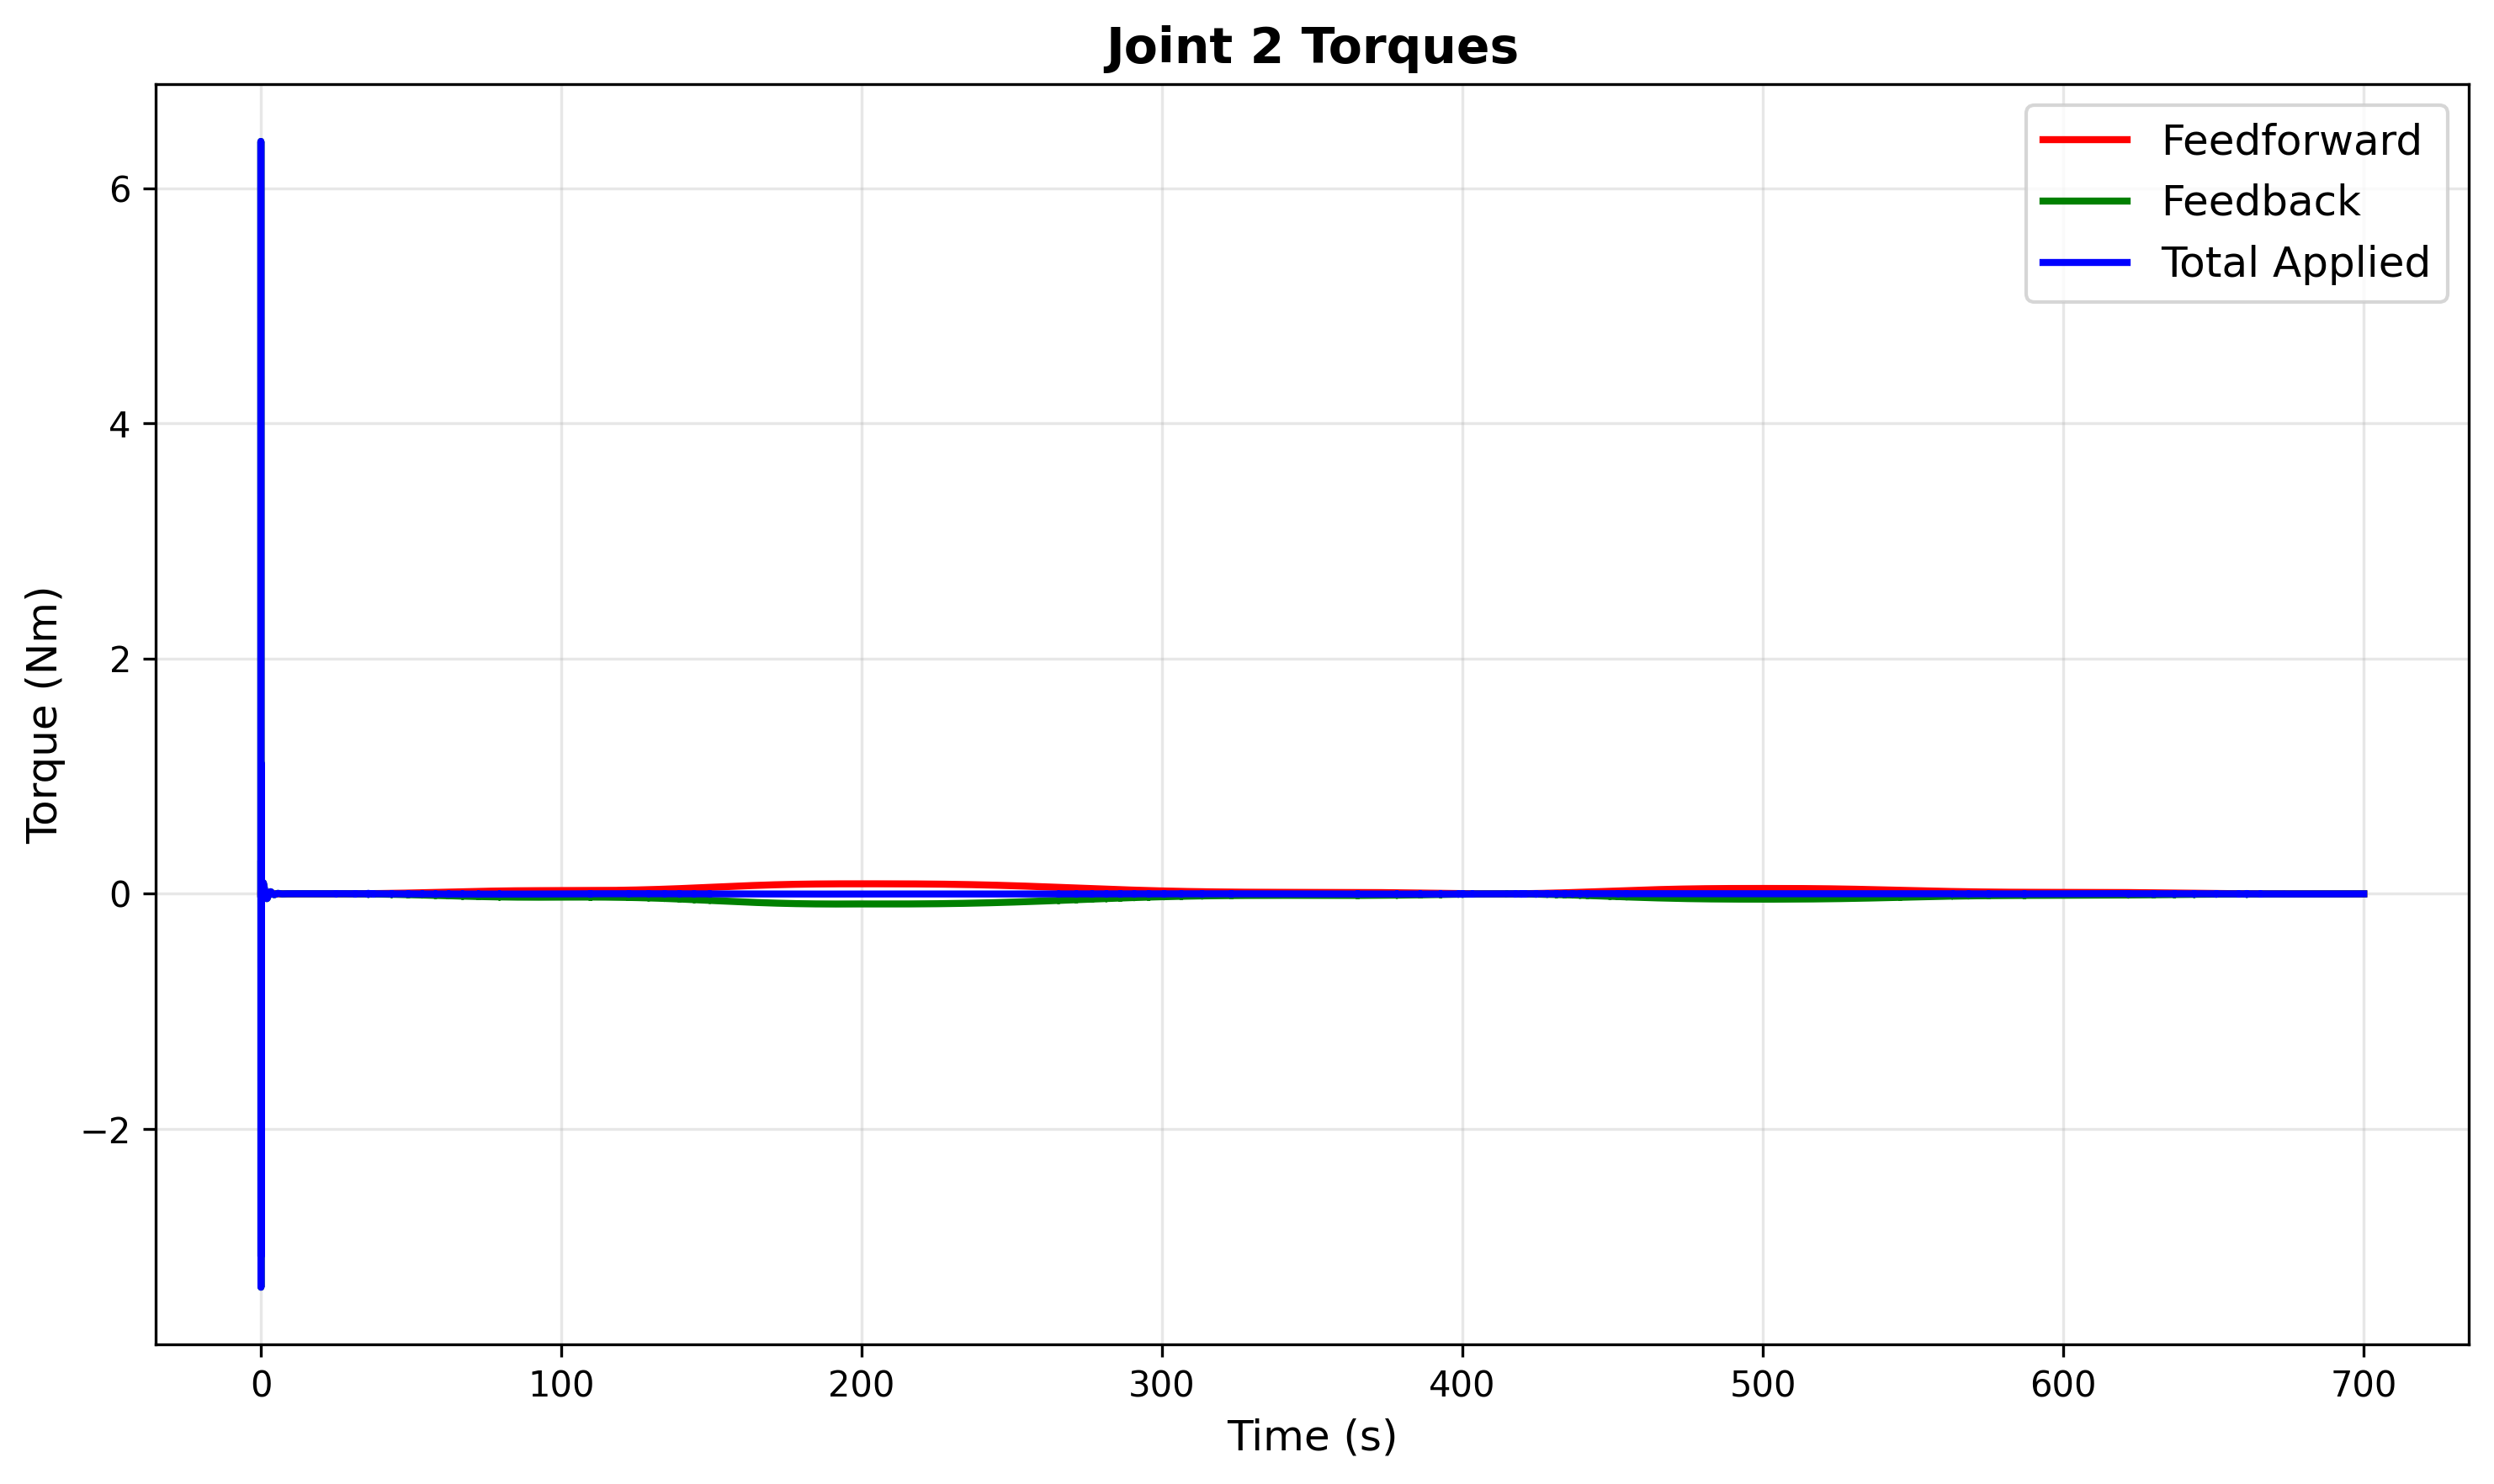 Joint 2 Torques
Feedforward
Feedback
Total Applied
Torque (Nm)
6
4
2
0
−2
0 100 200 300 400 500 600 700
Time (s)